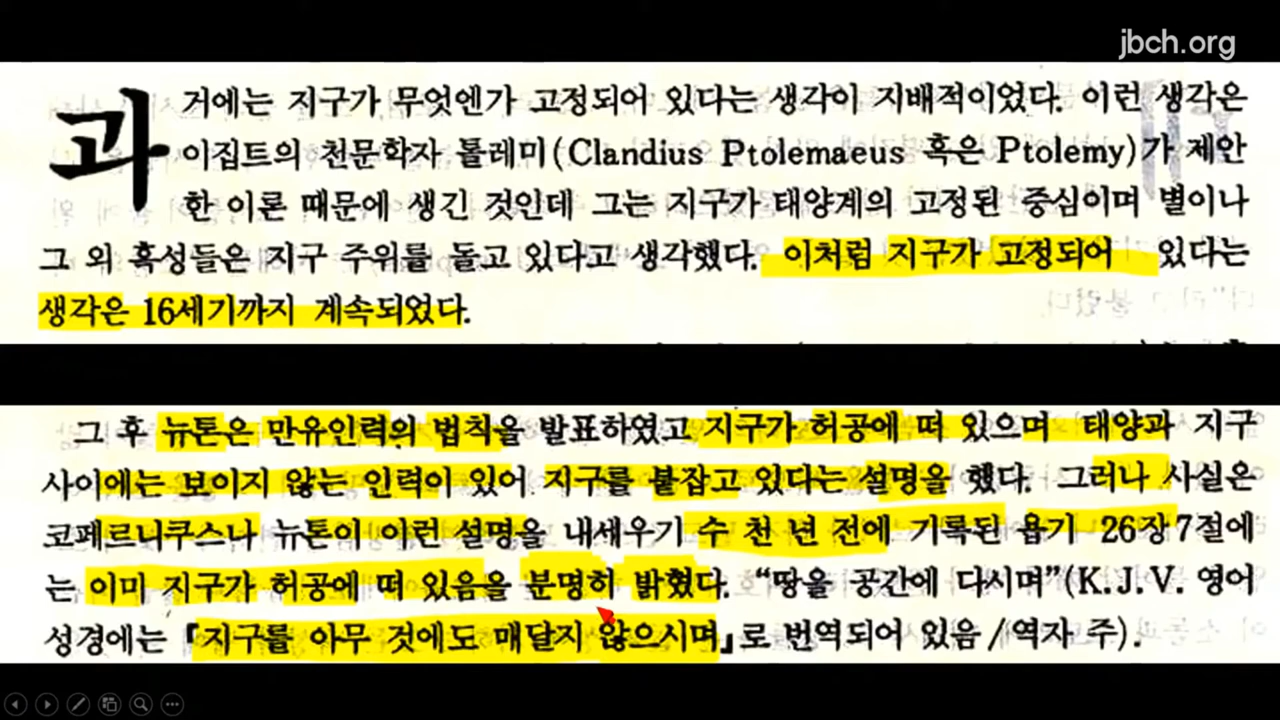 jbch.org
과거에는 지구가 무엇엔가 고정되어 있다는 생각이 지배적이었다. 이런 생각은
이집트의 천문학자 톨레미(Clandius Ptolemaeus 혹은 Ptolemy)가 제안
한 이론 때문에 생긴 것인데 그는 지구가 태양계의 고정된 중심이며 별이나
그 외 혹성들은 지구 주위를 돌고 있다고 생각했다. 이처럼 지구가 고정되어 있다는
생각은 16세기까지 계속되었다.
그 후 뉴톤은 만유인력의 법칙을 발표하였고 지구가 허공에 떠 있으며 태양과 지구
사이에는 보이지 않는 인력이 있어 지구를 붙잡고 있다는 설명을 했다. 그러나 사실은
코페르니쿠스나 뉴톤이 이런 설명을 내세우기 수 천 년 전에 기록된 욥기 26장 7절에
는 이미 지구가 허공에 떠 있음을 분명히 밝혔다. “땅을 공간에 다시며”(K.J.V. 영어
성경에는 『지구를 아무 것에도 매달지 않으시며』로 번역되어 있음/역자 주).